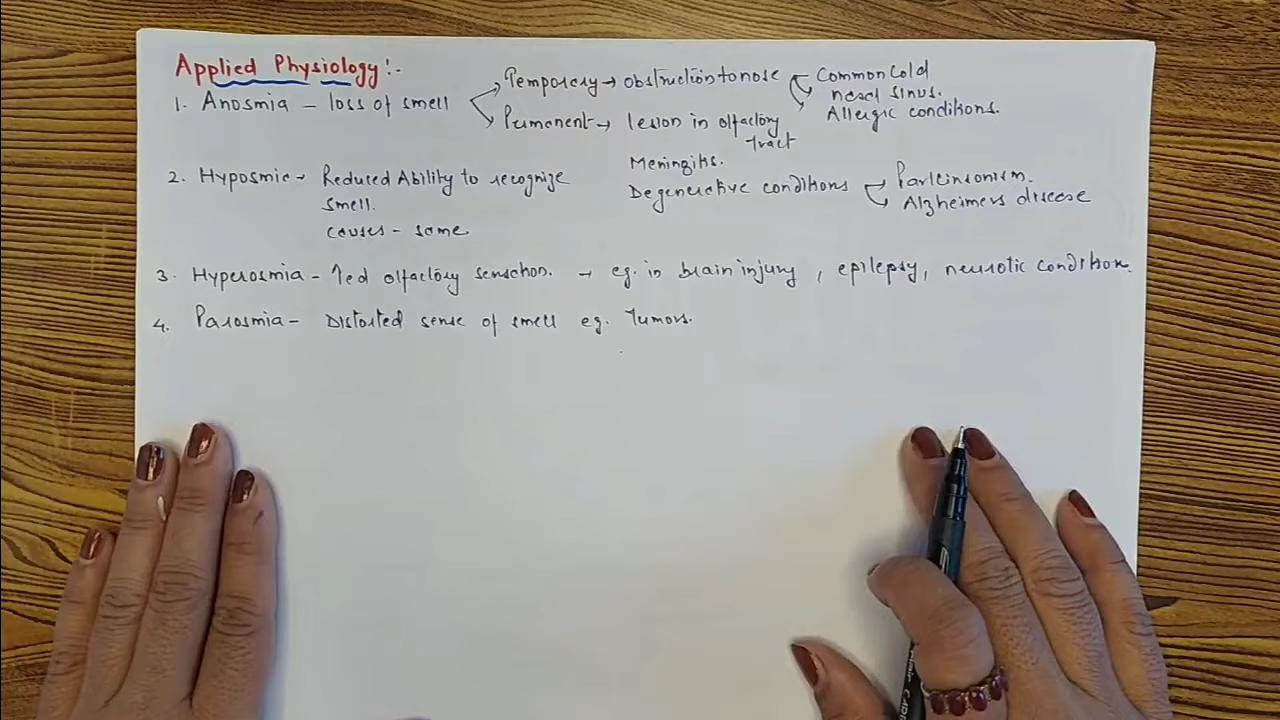 Applied Physiology:-
1. Anosmia - loss of smell
Temporary → obstruction to nose
Common Cold
nasal sinus.
Allergic conditions.
Permanent → lesion in olfactory
tract
Meningitis.
Degenerative conditions
Parkinsonism.
Alzheimers disease
2. Hyposmia → Reduced Ability to recognize
smell.
causes - same
3. Hyperosmia - ↑ed olfactory sensation. → eg. in brain injury, epilepsy, neurotic condition.
4. Parosmia - Distorted sense of smell eg. Tumors.